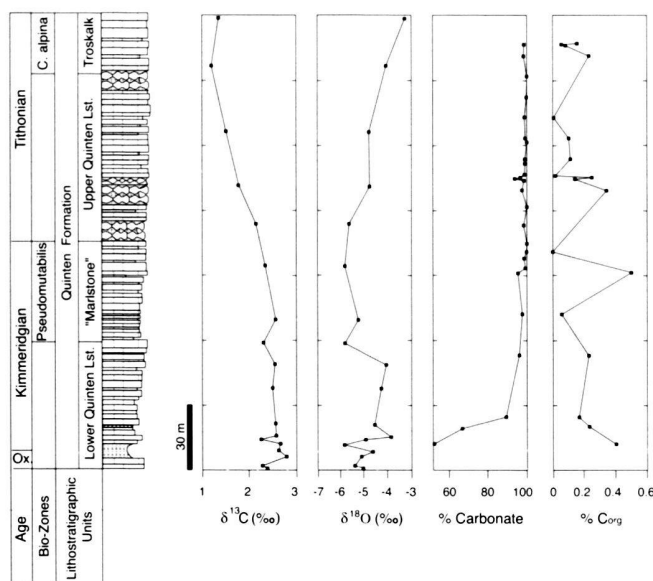 C. alpina
Troskalk
Tithonian
Upper Quinten Lst.
Quinten Formation
Pseudomutabilis
"Marlstone"
Kimmeridgian
Lower Quinten Lst.
Ox.
30 m
Age
Bio-Zones
Lithostratigraphic
Units
1 2 3
δ¹³C (‰)
-7 -6 -5 -4 -3
δ¹⁸O (‰)
60 80 100
% Carbonate
0 0.2 0.4 0.6
% Corg